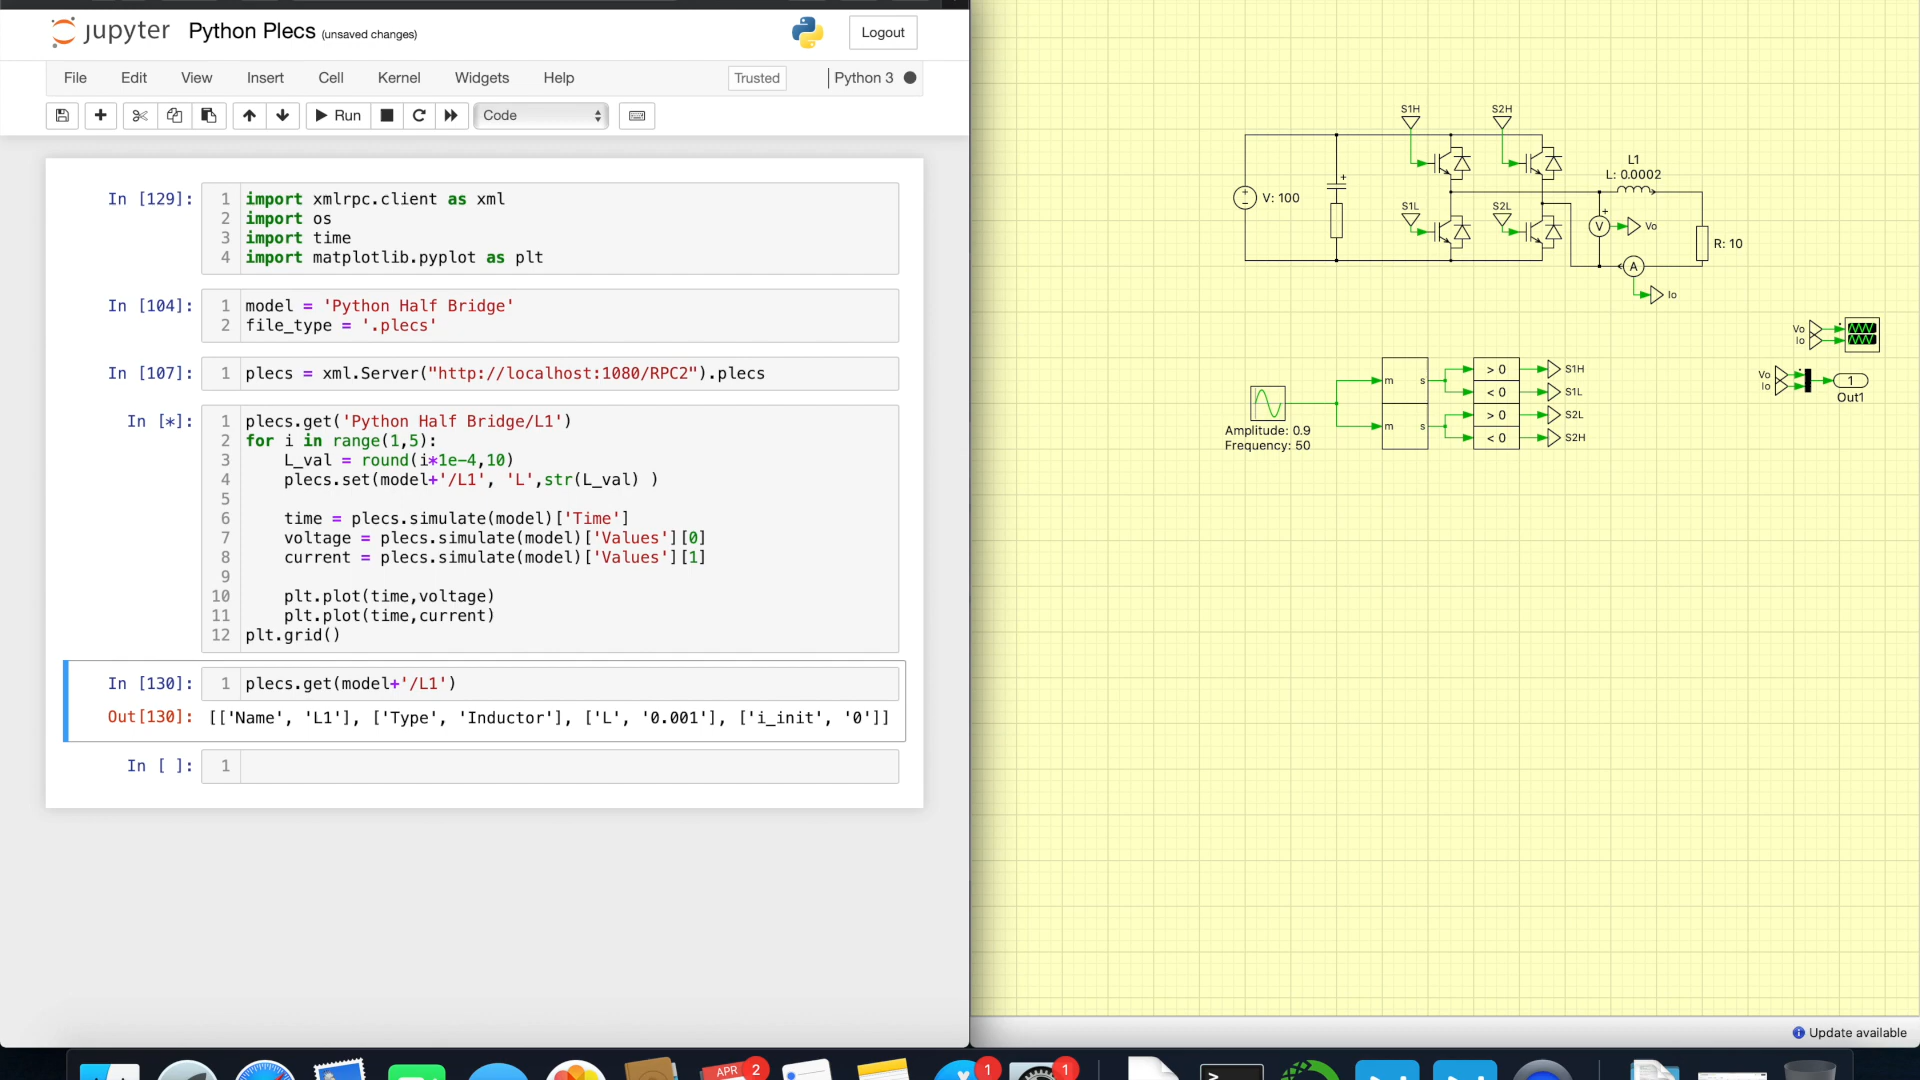 jupyter Python Plecs (unsaved changes)
Logout
File Edit View Insert Cell Kernel Widgets Help
Trusted Python 3
Run Code
In [129]:
1 import xmlrpc.client as xml
2 import os
3 import time
4 import matplotlib.pyplot as plt
In [104]:
1 model = 'Python Half Bridge'
2 file_type = '.plecs'
In [107]:
1 plecs = xml.Server("http://localhost:1080/RPC2").plecs
In [*]:
1 plecs.get('Python Half Bridge/L1')
2 for i in range(1,5):
3     L_val = round(i*1e-4,10)
4     plecs.set(model+'/L1', 'L',str(L_val) )
5
6     time = plecs.simulate(model)['Time']
7     voltage = plecs.simulate(model)['Values'][0]
8     current = plecs.simulate(model)['Values'][1]
9
10     plt.plot(time,voltage)
11     plt.plot(time,current)
12 plt.grid()
In [130]:
1 plecs.get(model+'/L1')
Out[130]: [['Name', 'L1'], ['Type', 'Inductor'], ['L', '0.001'], ['i_init', '0']]
In [ ]:
1
S1H S2H
L1
L: 0.0002
V: 100
+
S1L S2L
V
Vo
R: 10
A
Io
Vo
Io
Vo
Io
1
Out1
m s > 0 S1H
< 0 S1L
m s > 0 S2L
< 0 S2H
Amplitude: 0.9
Frequency: 50
Update available
APR 2 1 1